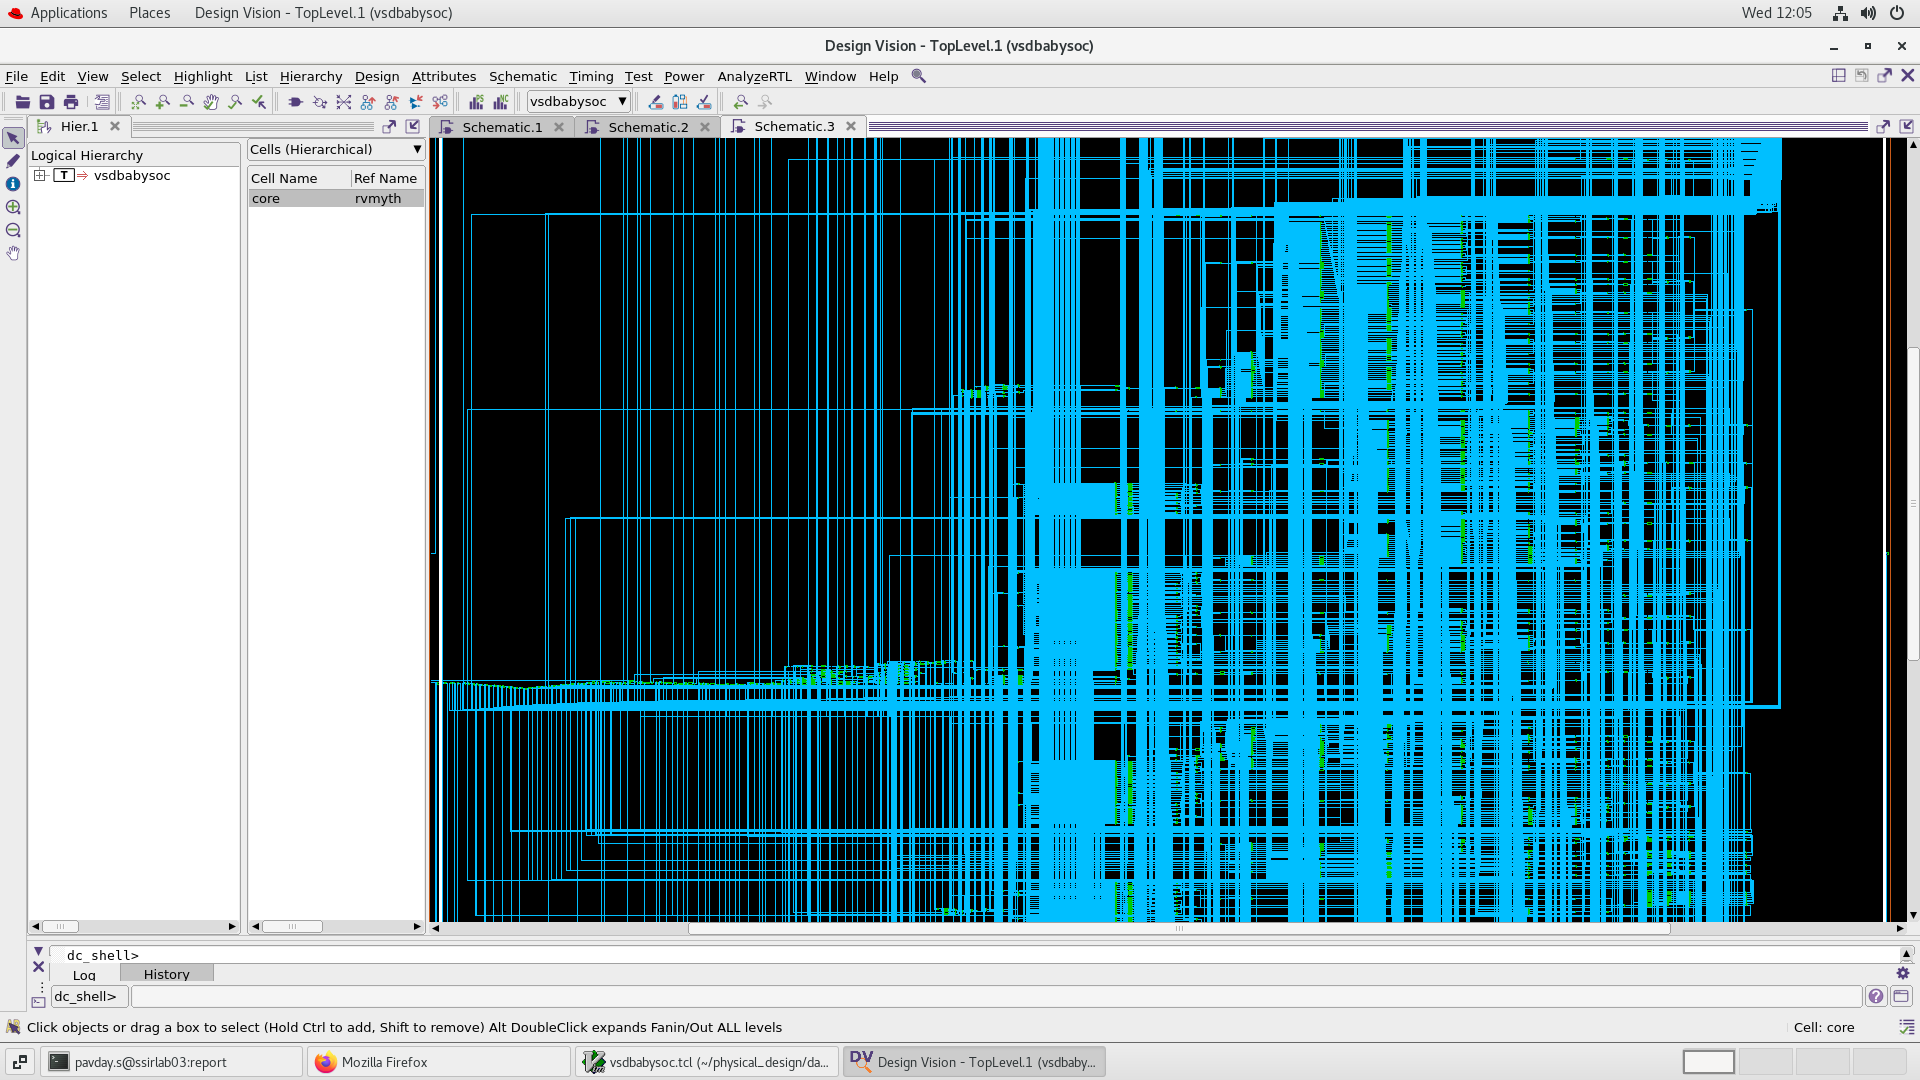 Applications Places Design Vision - TopLevel.1 (vsdbabysoc) Wed 12:05
Design Vision - TopLevel.1 (vsdbabysoc)
File Edit View Select Highlight List Hierarchy Design Attributes Schematic Timing Test Power AnalyzeRTL Window Help
vsdbabysoc
Hier.1 Schematic.1 Schematic.2 Schematic.3
Logical Hierarchy
T vsdbabysoc
Cells (Hierarchical)
Cell Name Ref Name
core rvmyth
dc_shell>
Log History
dc_shell>
Click objects or drag a box to select (Hold Ctrl to add, Shift to remove) Alt DoubleClick expands Fanin/Out ALL levels Cell: core
pavday.s@ssirlab03:report Mozilla Firefox vsdbabysoc.tcl (~/physical_design/da... DV Design Vision - TopLevel.1 (vsdbaby...